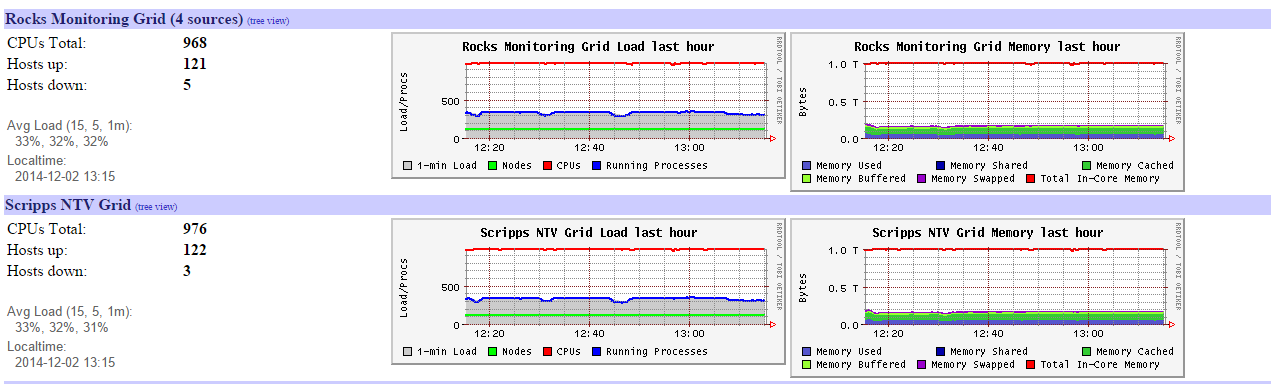 Rocks Monitoring Grid (4 sources) (tree view)
CPUs Total: 968
Hosts up: 121
Hosts down: 5
Avg Load (15, 5, 1m):
33%, 32%, 32%
Localtime:
2014-12-02 13:15
Rocks Monitoring Grid Load last hour
RRDTOOL / TOBI OETIKER
Load/Procs
500
0
12:20 12:40 13:00
1-min Load Nodes CPUs Running Processes
Rocks Monitoring Grid Memory last hour
RRDTOOL / TOBI OETIKER
Bytes
1.0 T
0.5 T
0.0
12:20 12:40 13:00
Memory Used Memory Shared Memory Cached
Memory Buffered Memory Swapped Total In-Core Memory
Scripps NTV Grid (tree view)
CPUs Total: 976
Hosts up: 122
Hosts down: 3
Avg Load (15, 5, 1m):
33%, 32%, 31%
Localtime:
2014-12-02 13:15
Scripps NTV Grid Load last hour
RRDTOOL / TOBI OETIKER
Load/Procs
500
0
12:20 12:40 13:00
1-min Load Nodes CPUs Running Processes
Scripps NTV Grid Memory last hour
RRDTOOL / TOBI OETIKER
Bytes
1.0 T
0.5 T
0.0
12:20 12:40 13:00
Memory Used Memory Shared Memory Cached
Memory Buffered Memory Swapped Total In-Core Memory